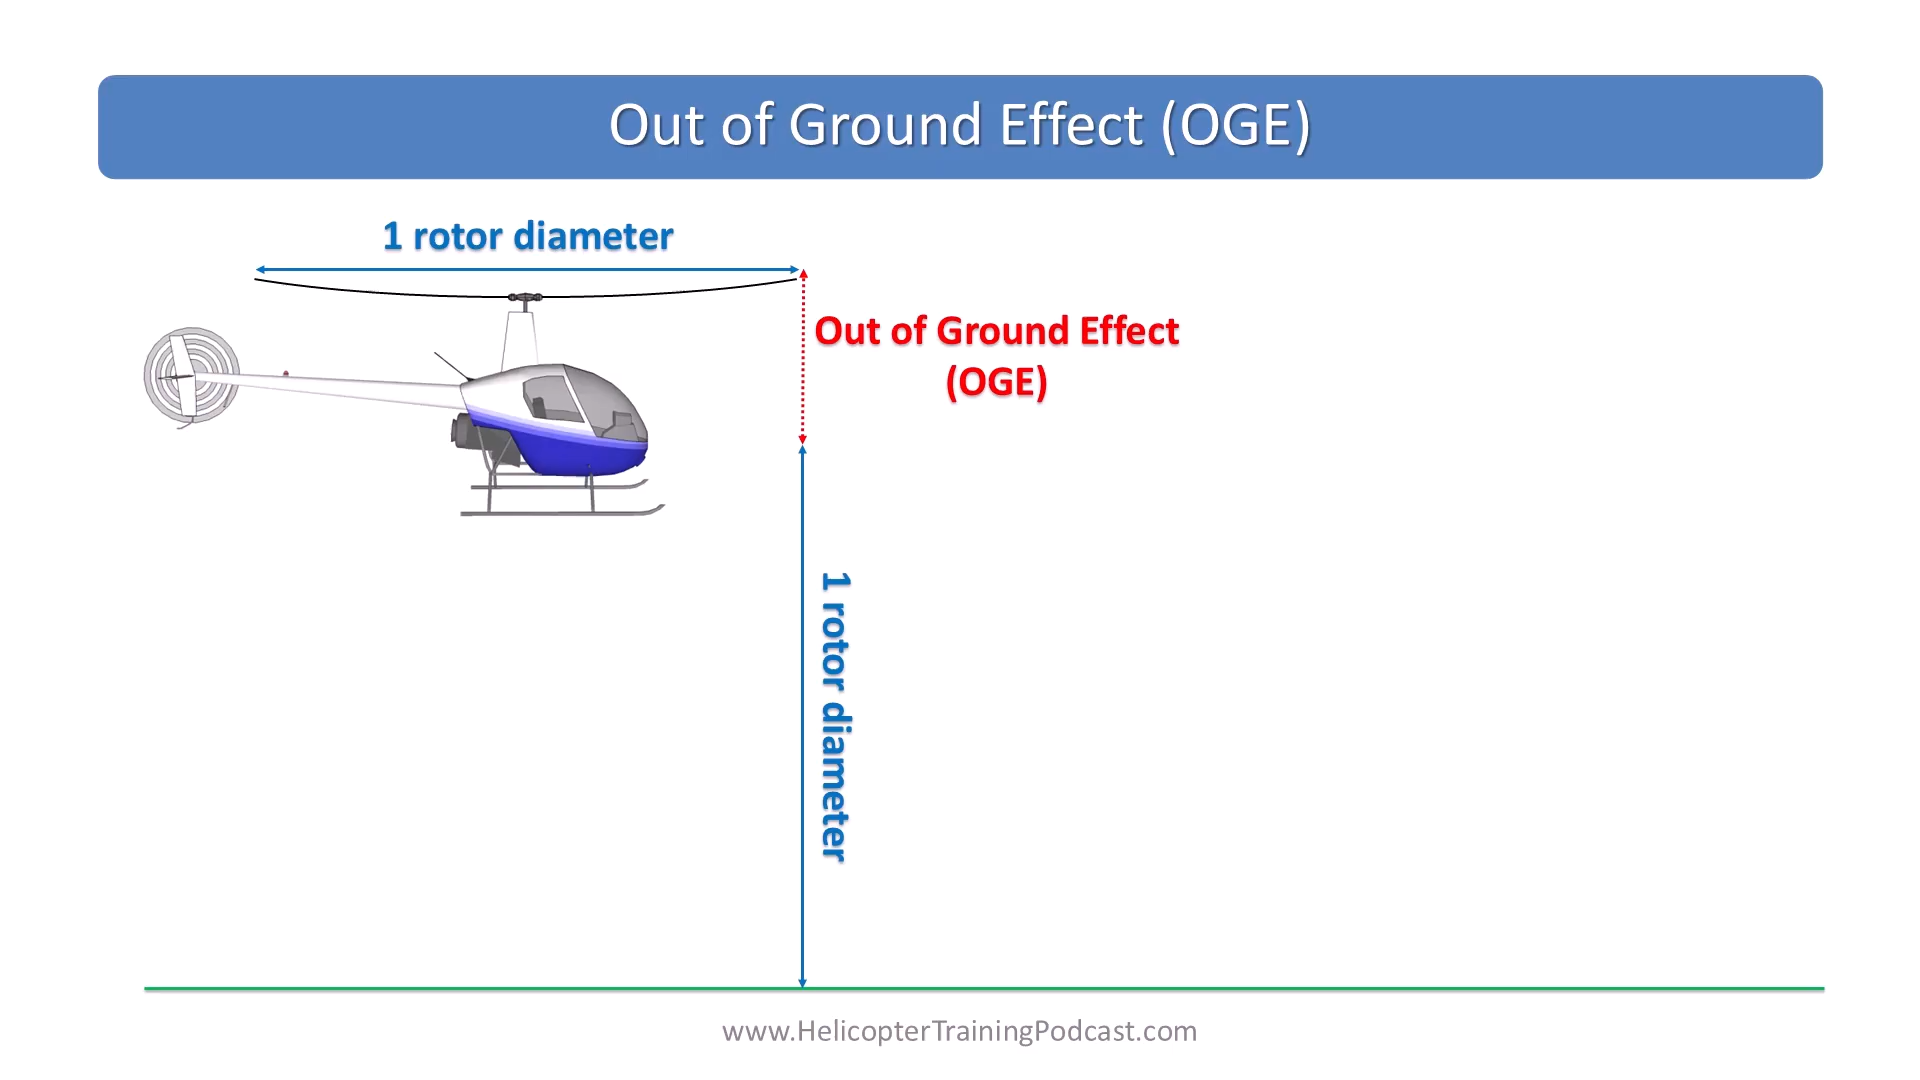 Out of Ground Effect (OGE)
1 rotor diameter
Out of Ground Effect
(OGE)
1 rotor diameter
www.HelicopterTrainingPodcast.com